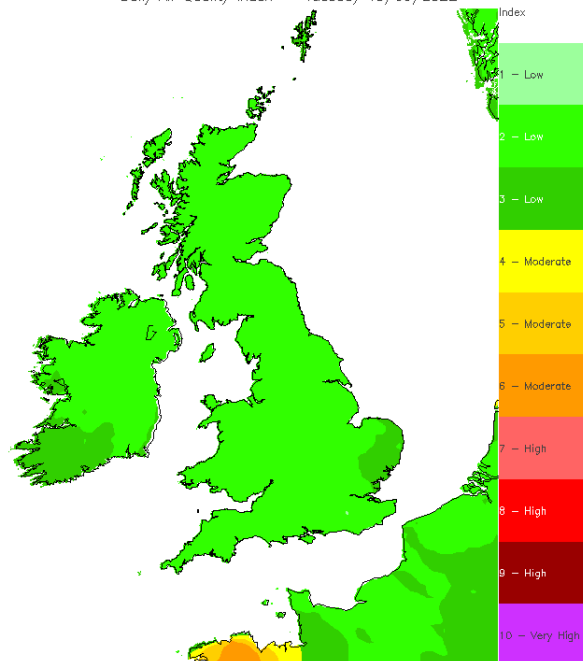 Index
1 – Low
2 – Low
3 – Low
4 – Moderate
5 – Moderate
6 – Moderate
7 – High
8 – High
9 – High
10 – Very High